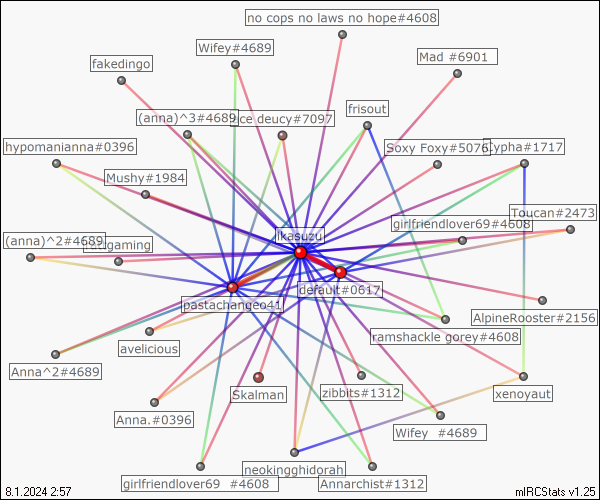 no cops no laws no hope#4608
Wifey#4689
Mad #6901
fakedingo
frisout
(anna)^3#4689
ice deucy#7097
hypomanianna#0396
Soxy Foxy#5076
Cypha#1717
Mushy#1984
Toucan#2473
girlfriendlover69#4608
ikasuzu
(anna)^2#4689
gaming
default#0617
pastachangeo41
AlpineRooster#2156
ramshackle gorey#4608
avelicious
Anna^2#4689
Skalman
zibbits#1312
xenoyaut
Anna.#0396
Wifey #4689
neokingghidorah
girlfriendlover69 #4608
Annarchist#1312
8.1.2024 2:57
mIRCStats v1.25